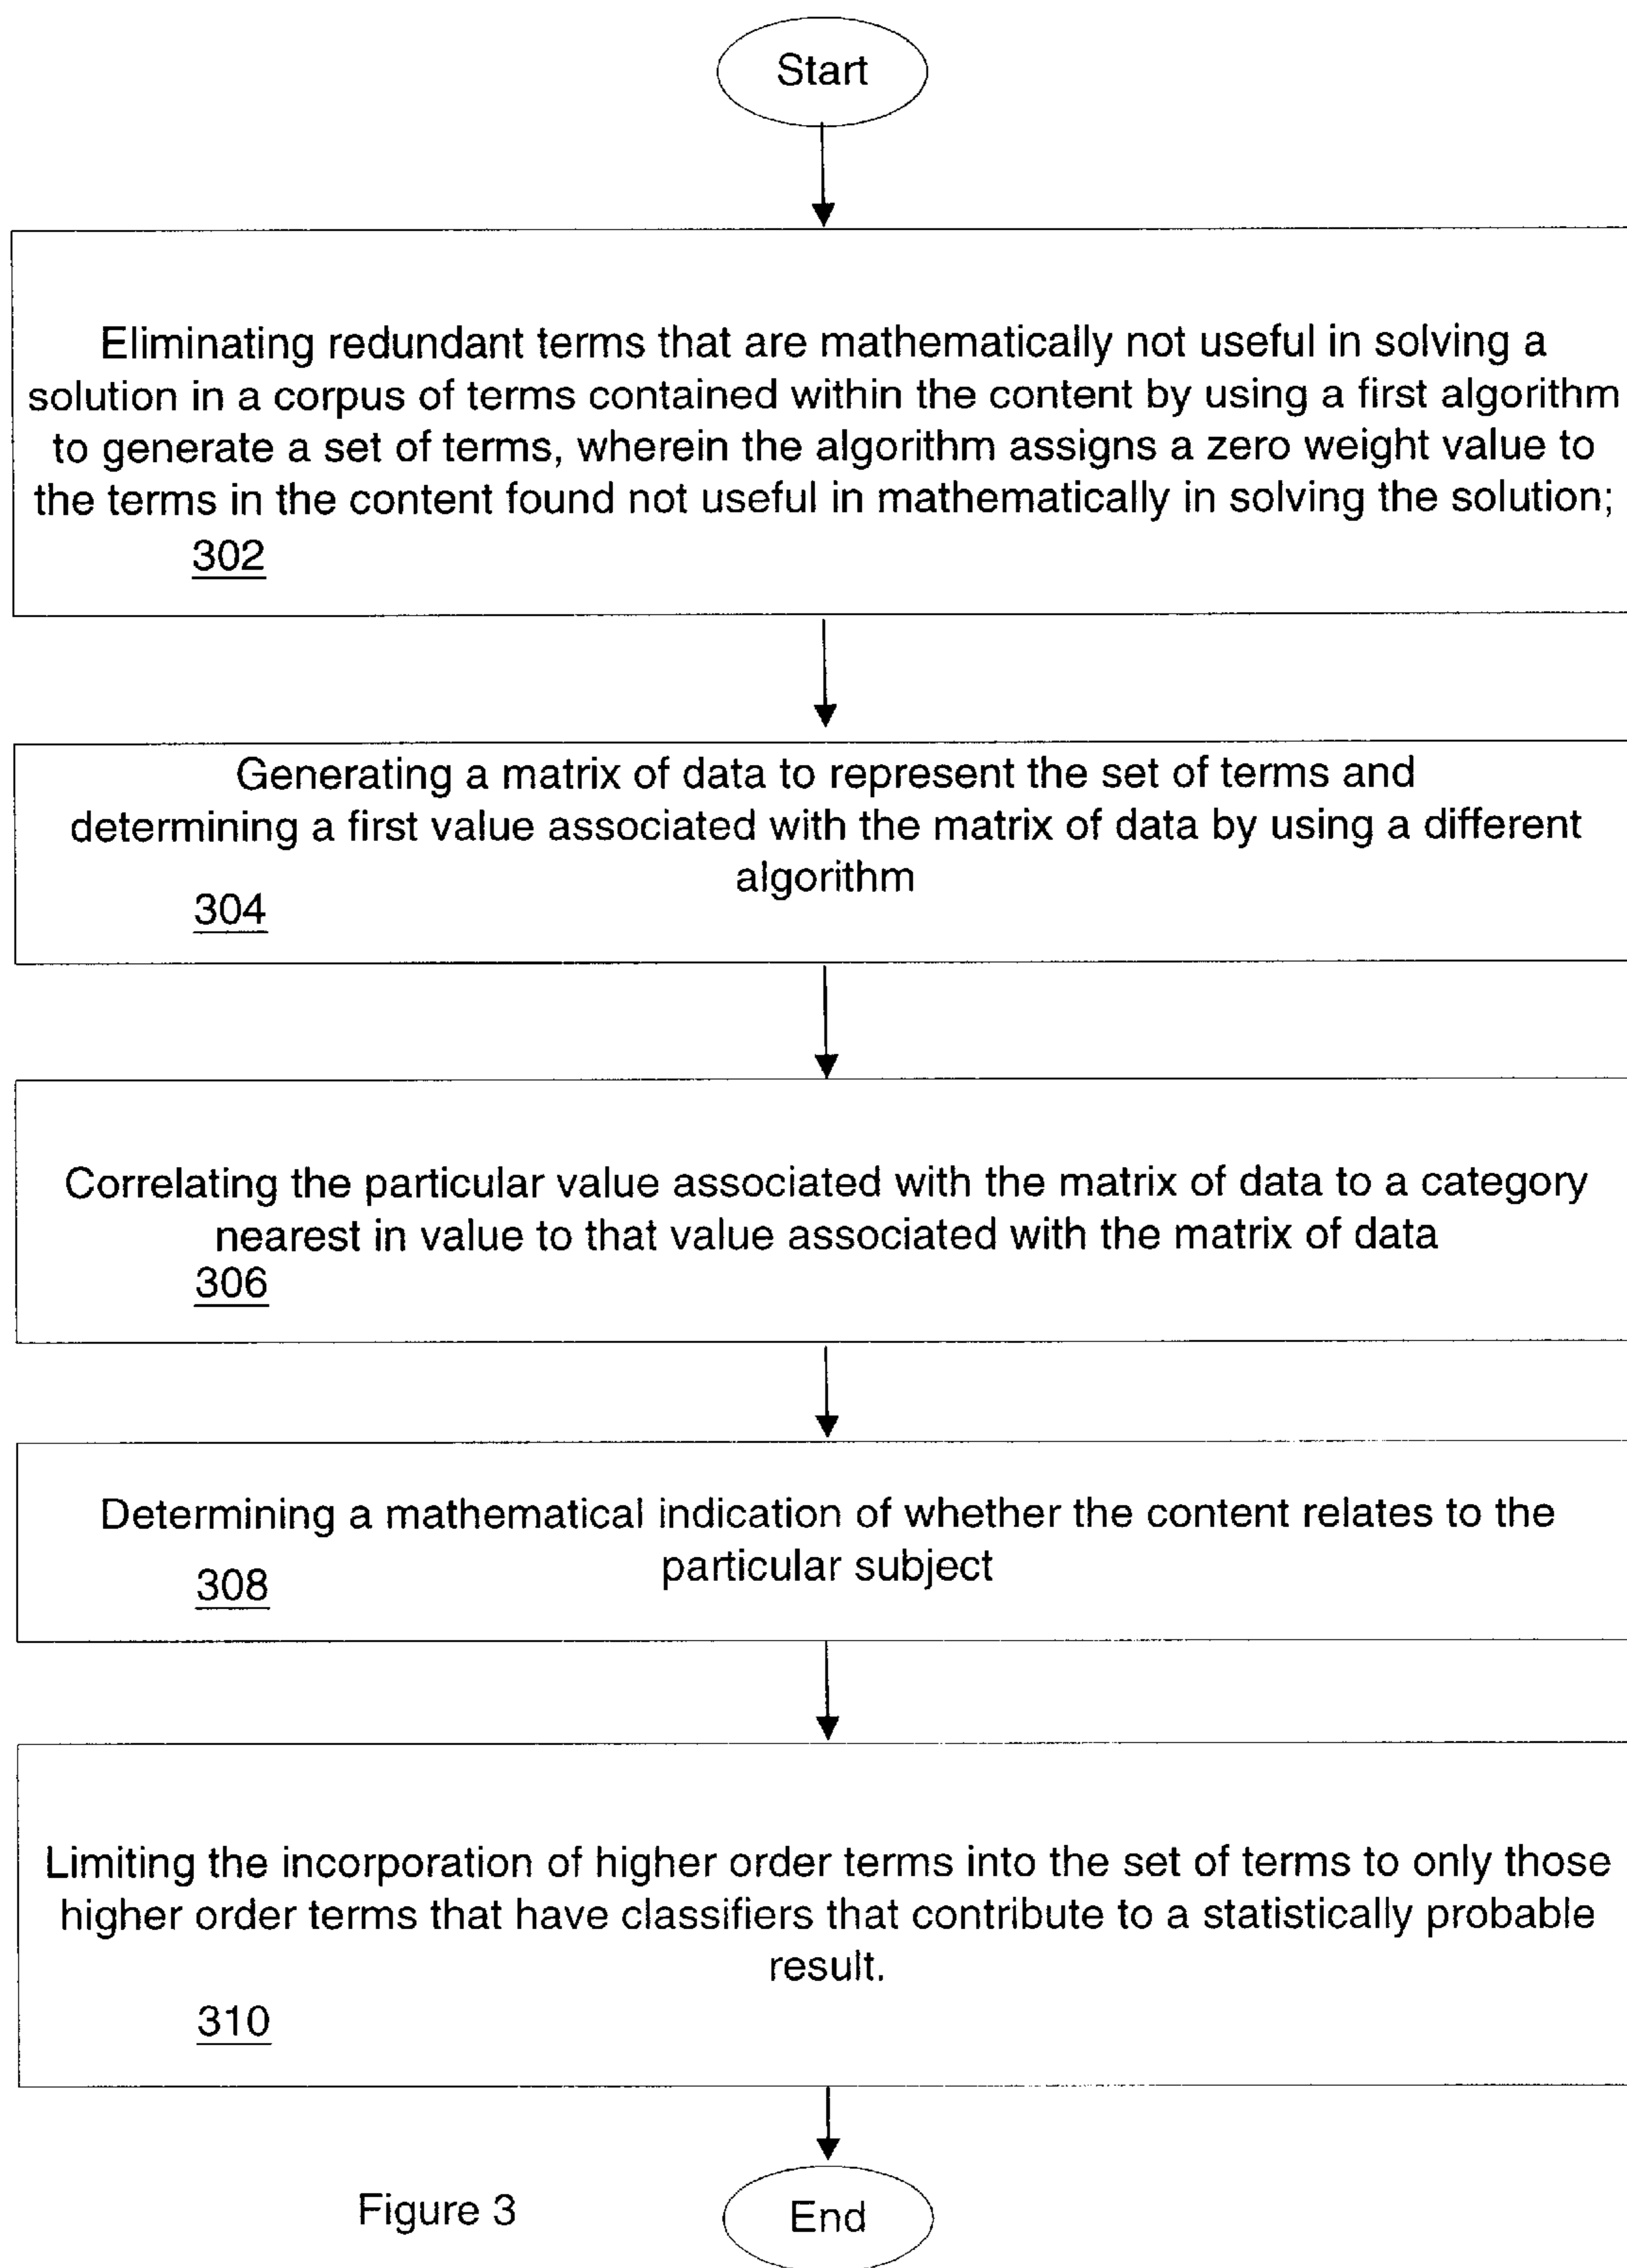 Start
Eliminating redundant terms that are mathematically not useful in solving a
solution in a corpus of terms contained within the content by using a first algorithm
to generate a set of terms, wherein the algorithm assigns a zero weight value to
the terms in the content found not useful in mathematically in solving the solution;
302
Generating a matrix of data to represent the set of terms and
determining a first value associated with the matrix of data by using a different
algorithm
304
Correlating the particular value associated with the matrix of data to a category
nearest in value to that value associated with the matrix of data
306
Determining a mathematical indication of whether the content relates to the
particular subject
308
Limiting the incorporation of higher order terms into the set of terms to only those
higher order terms that have classifiers that contribute to a statistically probable
result.
310
Figure 3
End